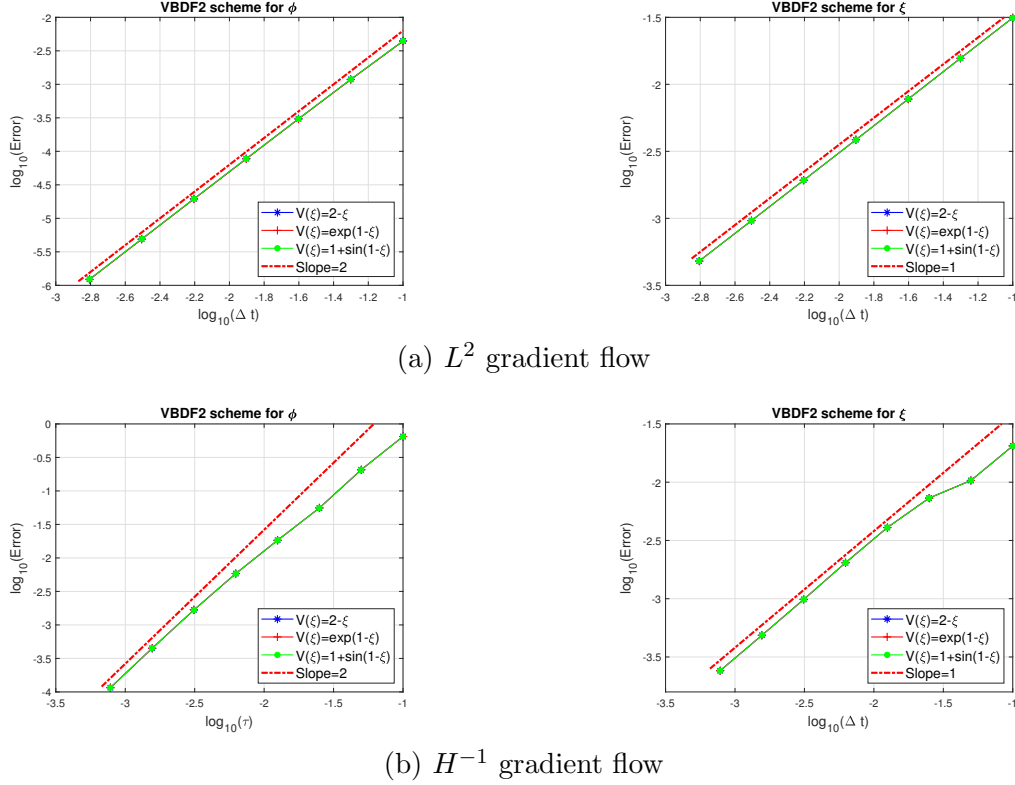 VBDF2 scheme for ϕ
-2
-2.5
-3
-3.5
-4
-4.5
-5
-5.5
-6
log10(Error)
V(ξ)=2-ξ
V(ξ)=exp(1-ξ)
V(ξ)=1+sin(1-ξ)
Slope=2
-3 -2.8 -2.6 -2.4 -2.2 -2 -1.8 -1.6 -1.4 -1.2 -1
log10(Δ t)
VBDF2 scheme for ξ
-1.5
-2
-2.5
-3
-3.5
log10(Error)
V(ξ)=2-ξ
V(ξ)=exp(1-ξ)
V(ξ)=1+sin(1-ξ)
Slope=1
-3 -2.8 -2.6 -2.4 -2.2 -2 -1.8 -1.6 -1.4 -1.2 -1
log10(Δ t)
(a) L² gradient flow
VBDF2 scheme for ϕ
0
-0.5
-1
-1.5
-2
-2.5
-3
-3.5
-4
log10(Error)
V(ξ)=2-ξ
V(ξ)=exp(1-ξ)
V(ξ)=1+sin(1-ξ)
Slope=2
-3.5 -3 -2.5 -2 -1.5 -1
log10(τ)
VBDF2 scheme for ξ
-1.5
-2
-2.5
-3
-3.5
log10(Error)
V(ξ)=2-ξ
V(ξ)=exp(1-ξ)
V(ξ)=1+sin(1-ξ)
Slope=1
-3.5 -3 -2.5 -2 -1.5 -1
log10(Δ t)
(b) H⁻¹ gradient flow